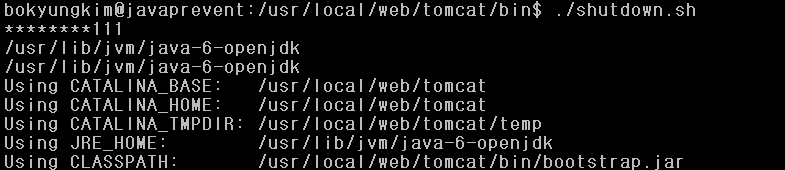 bokyungkim@javaprevent:/usr/local/web/tomcat/bin$ ./shutdown.sh
********111
/usr/lib/jvm/java-6-openjdk
/usr/lib/jvm/java-6-openjdk
Using CATALINA_BASE:   /usr/local/web/tomcat
Using CATALINA_HOME:   /usr/local/web/tomcat
Using CATALINA_TMPDIR: /usr/local/web/tomcat/temp
Using JRE_HOME:        /usr/lib/jvm/java-6-openjdk
Using CLASSPATH:       /usr/local/web/tomcat/bin/bootstrap.jar